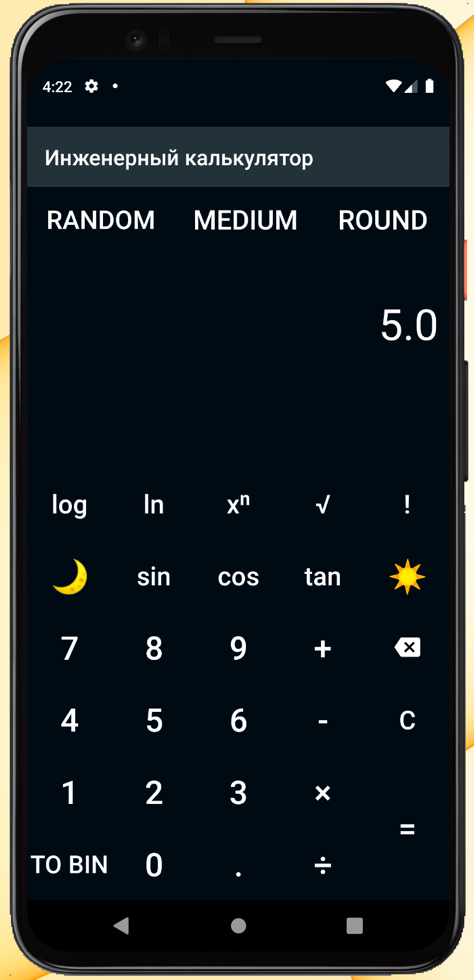 4:22
Инженерный калькулятор
RANDOM MEDIUM ROUND
5.0
log ln xⁿ √ !
sin cos tan
7 8 9 +
4 5 6 - C
1 2 3 ×
=
TO BIN 0 . ÷